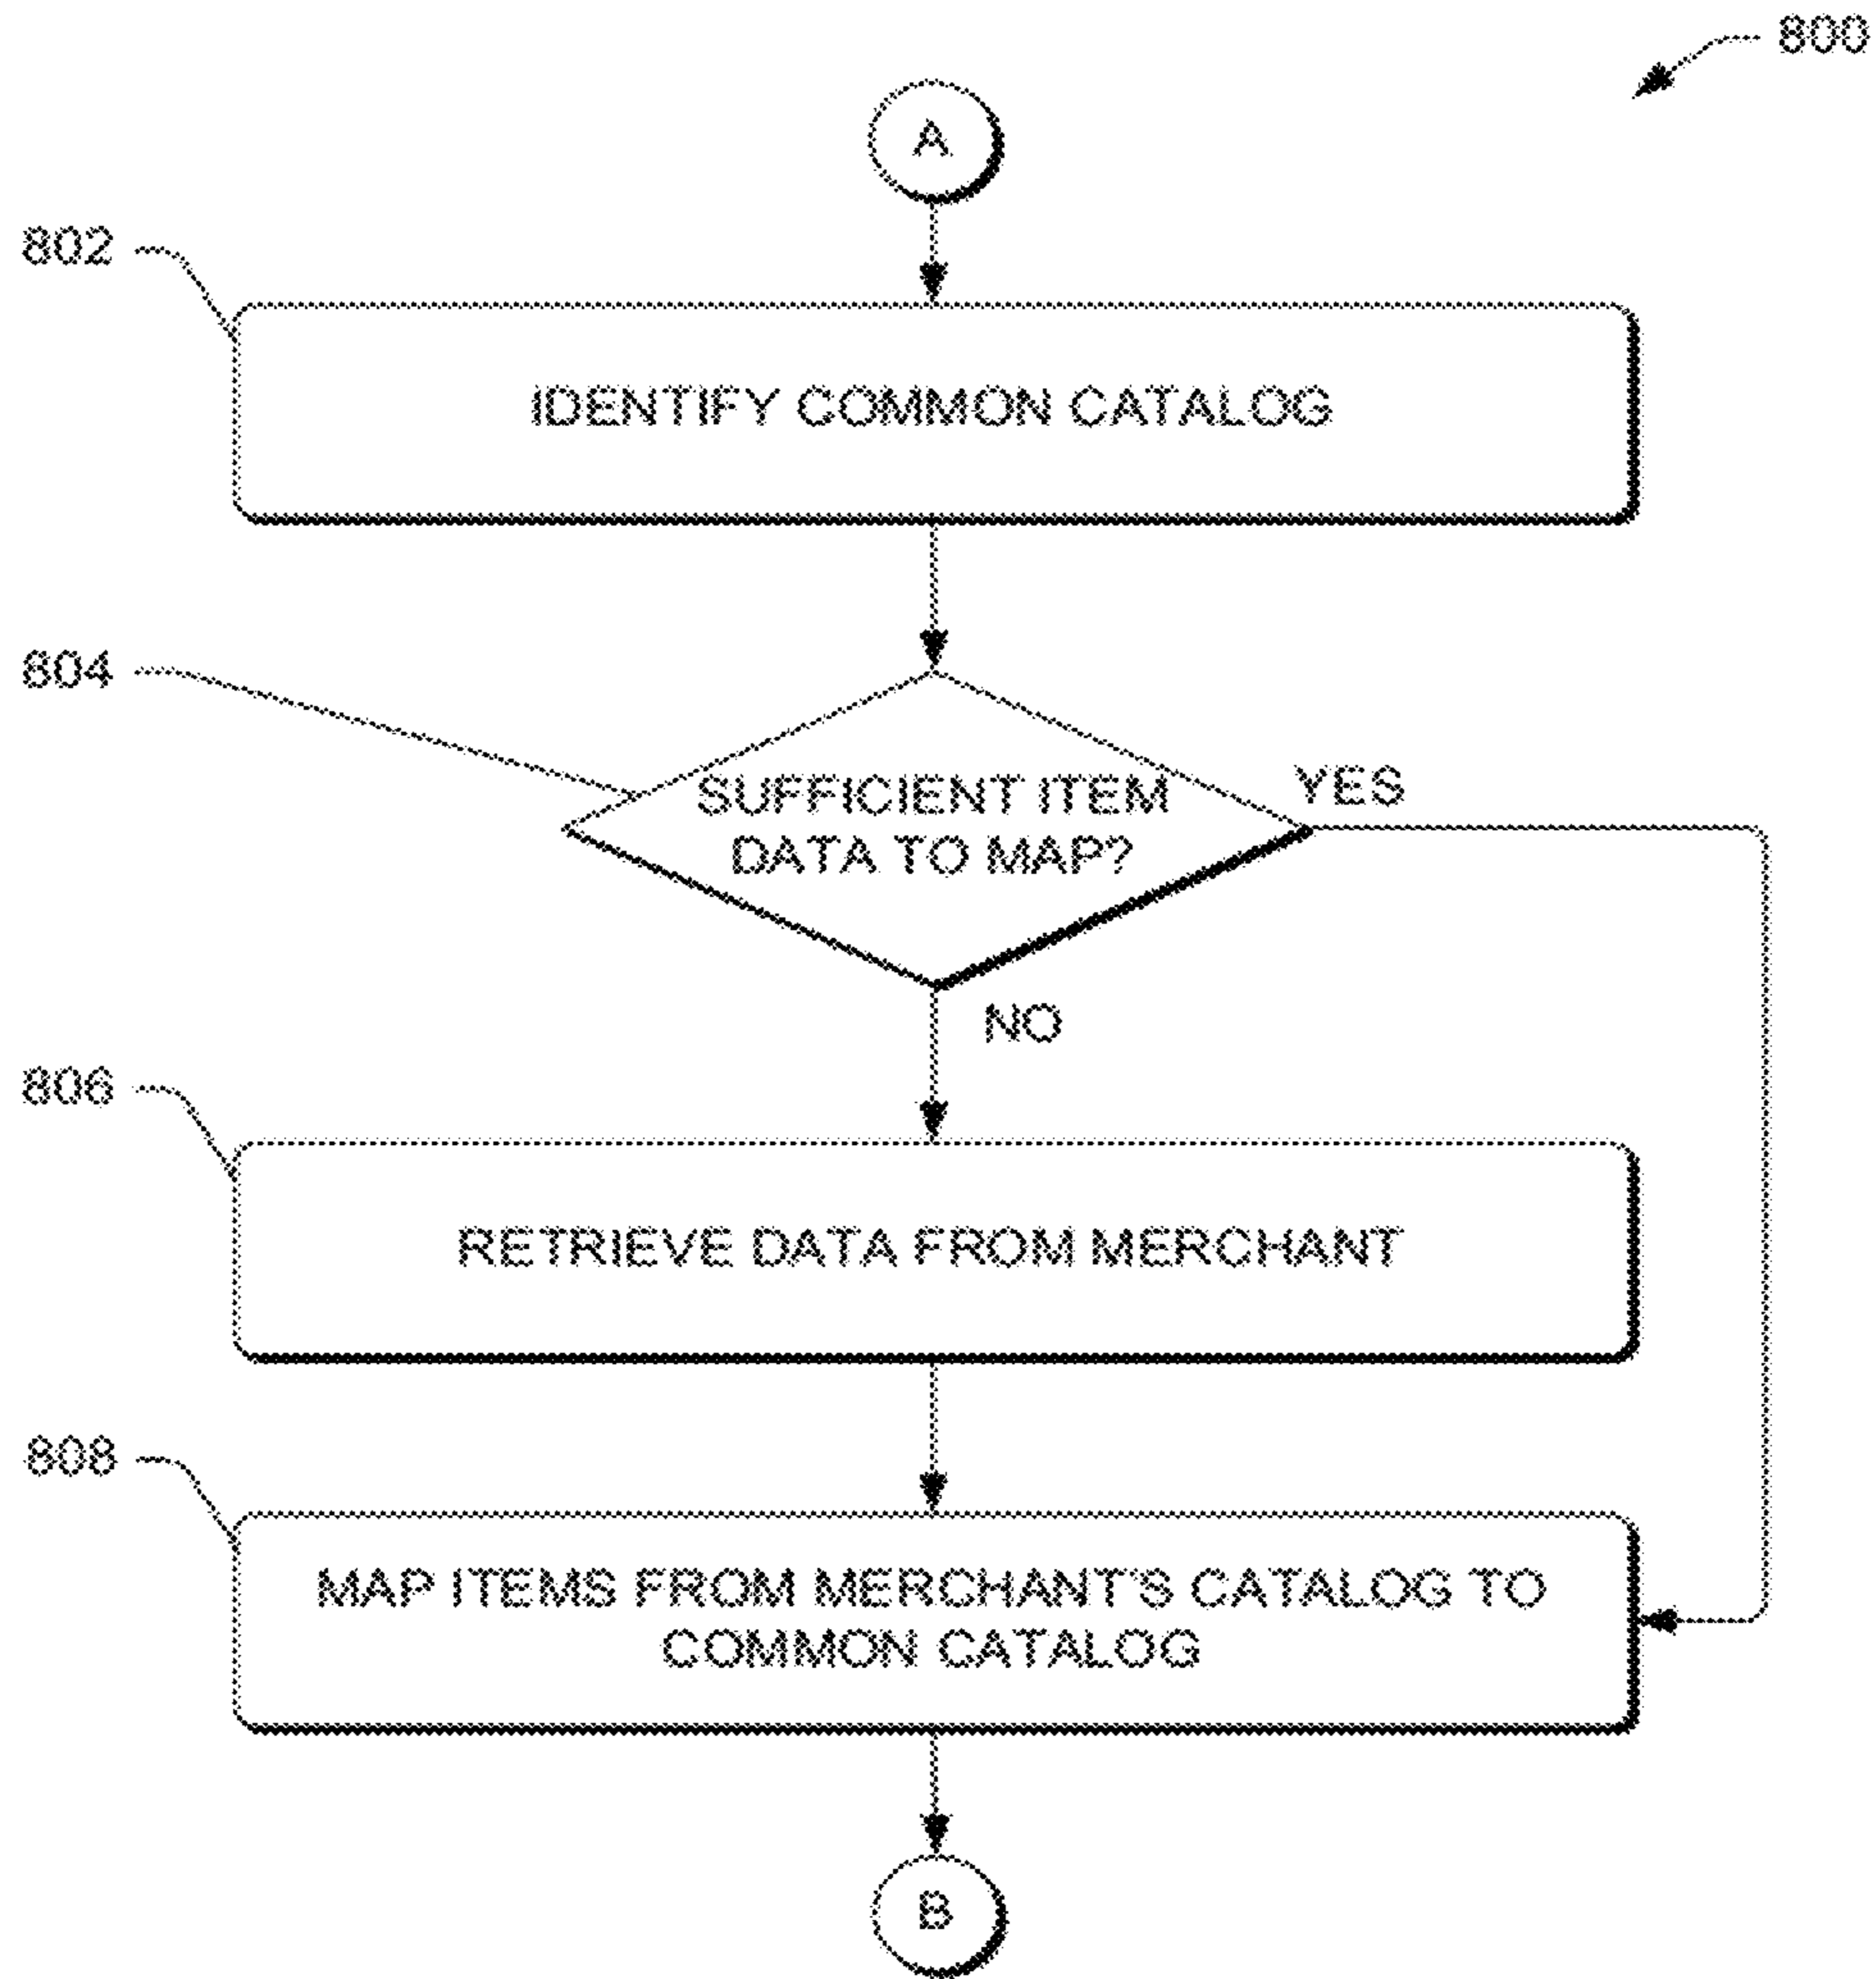 800
A
802
IDENTIFY COMMON CATALOG
804
SUFFICIENT ITEM
DATA TO MAP?
YES
NO
806
RETRIEVE DATA FROM MERCHANT
808
MAP ITEMS FROM MERCHANT'S CATALOG TO
COMMON CATALOG
B